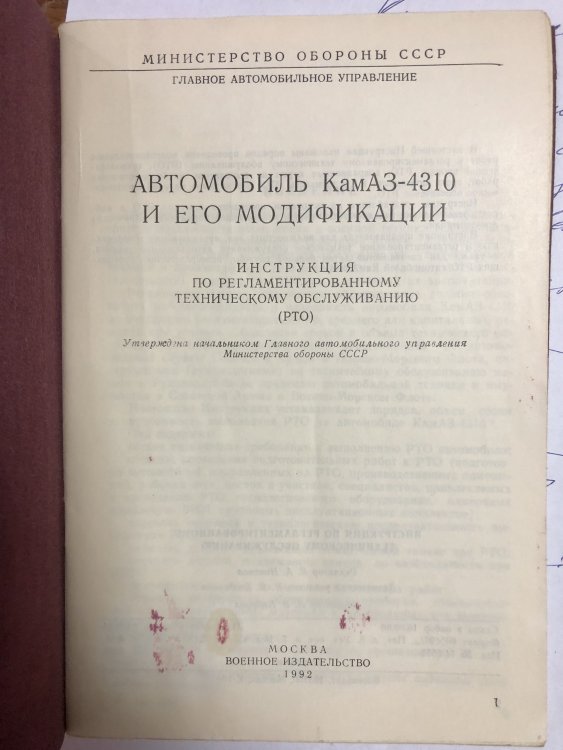 МИНИСТЕРСТВО ОБОРОНЫ СССР
ГЛАВНОЕ АВТОМОБИЛЬНОЕ УПРАВЛЕНИЕ
АВТОМОБИЛЬ КамАЗ-4310
И ЕГО МОДИФИКАЦИИ
ИНСТРУКЦИЯ
ПО РЕГЛАМЕНТИРОВАННОМУ
ТЕХНИЧЕСКОМУ ОБСЛУЖИВАНИЮ
(РТО)
Утверждена начальником Главного автомобильного управления
Министерства обороны СССР
МОСКВА
ВОЕННОЕ ИЗДАТЕЛЬСТВО
1992